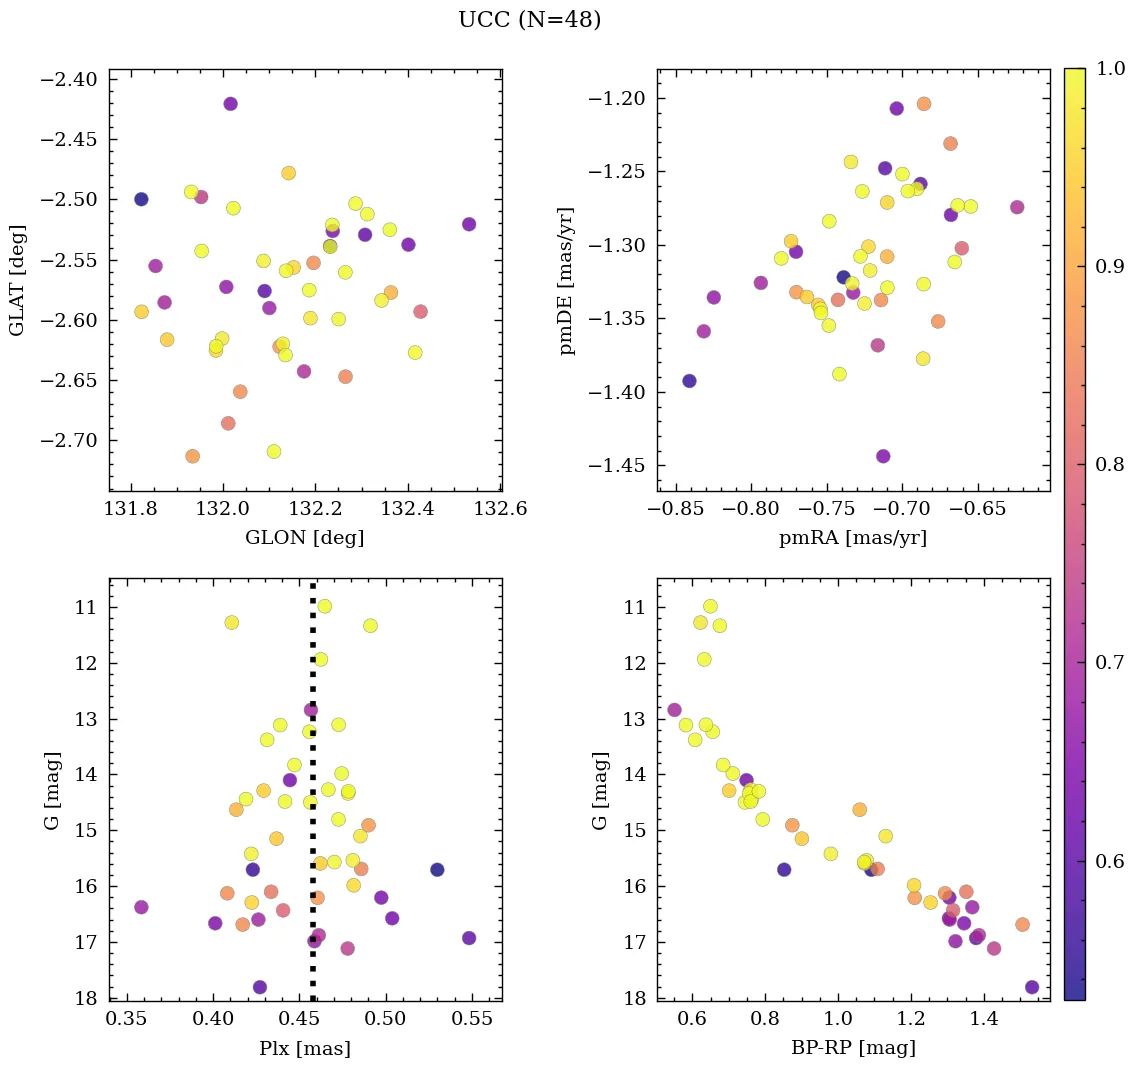 UCC (N=48)
−2.40
−2.45
−2.50
−2.55
−2.60
−2.65
−2.70
GLAT [deg]
131.8 132.0 132.2 132.4 132.6
GLON [deg]
−1.20
−1.25
−1.30
−1.35
−1.40
−1.45
pmDE [mas/yr]
−0.85 −0.80 −0.75 −0.70 −0.65
pmRA [mas/yr]
1.0
0.9
0.8
0.7
0.6
11
12
13
14
15
16
17
18
G [mag]
0.35 0.40 0.45 0.50 0.55
Plx [mas]
11
12
13
14
15
16
17
18
G [mag]
0.6 0.8 1.0 1.2 1.4
BP-RP [mag]